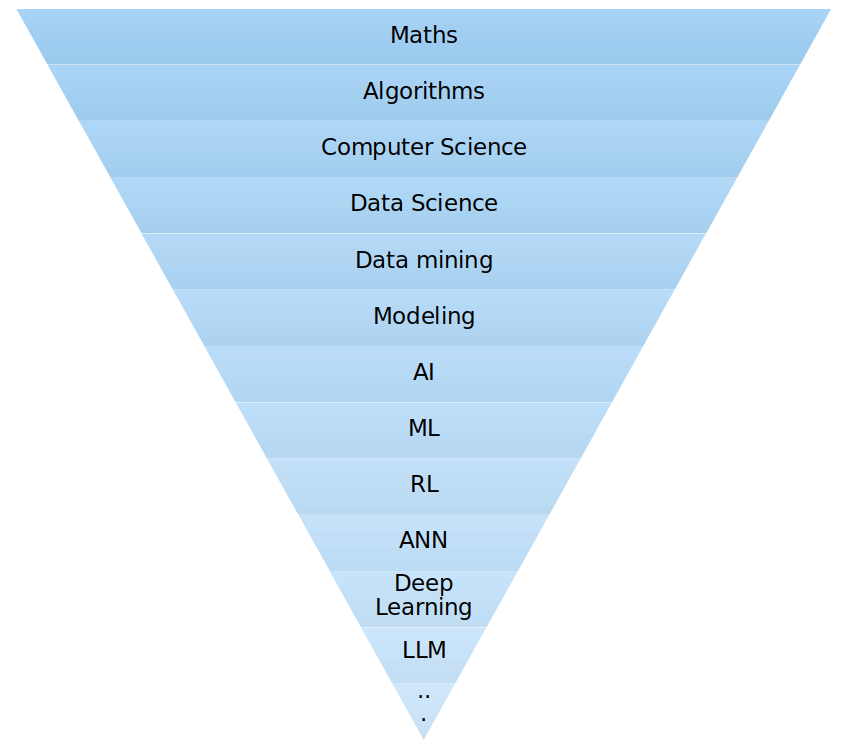 Maths
Algorithms
Computer Science
Data Science
Data mining
Modeling
AI
ML
RL
ANN
Deep
Learning
LLM
..
.